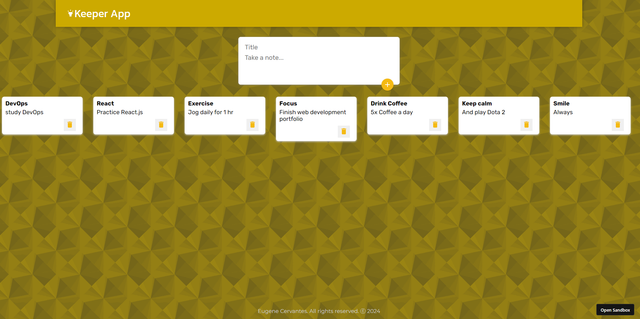 Keeper App
Title
Take a note...
DevOps
study DevOps
React
Practice React.js
Exercise
Jog daily for 1 hr
Focus
Finish web development
portfolio
Drink Coffee
5x Coffee a day
Keep calm
And play Dota 2
Smile
Always
Eugene Cervantes. All rights reserved. © 2024
Open Sandbox